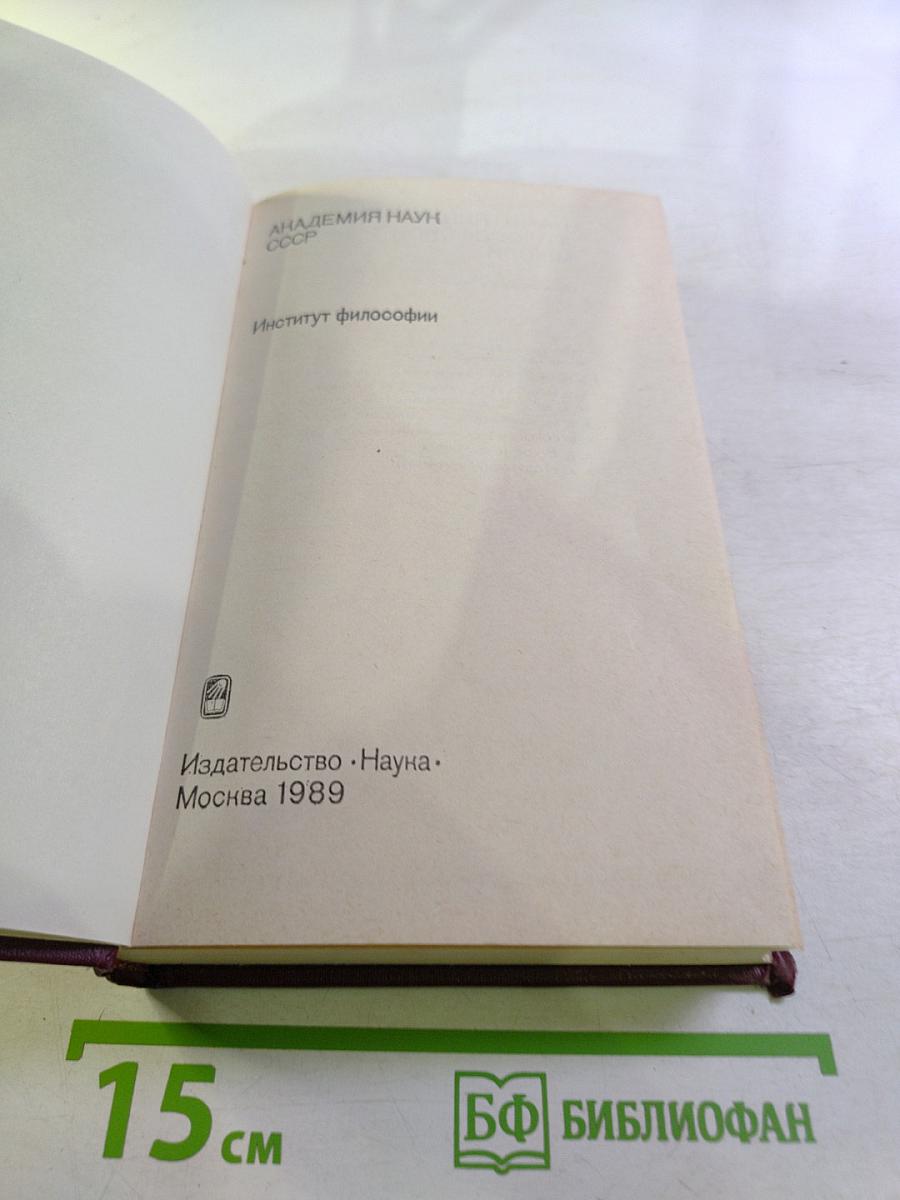 АКАДЕМИЯ НАУК
СССР
Институт философии
Издательство •Наука•
Москва 1989
15 см
БФ БИБЛИОФАН